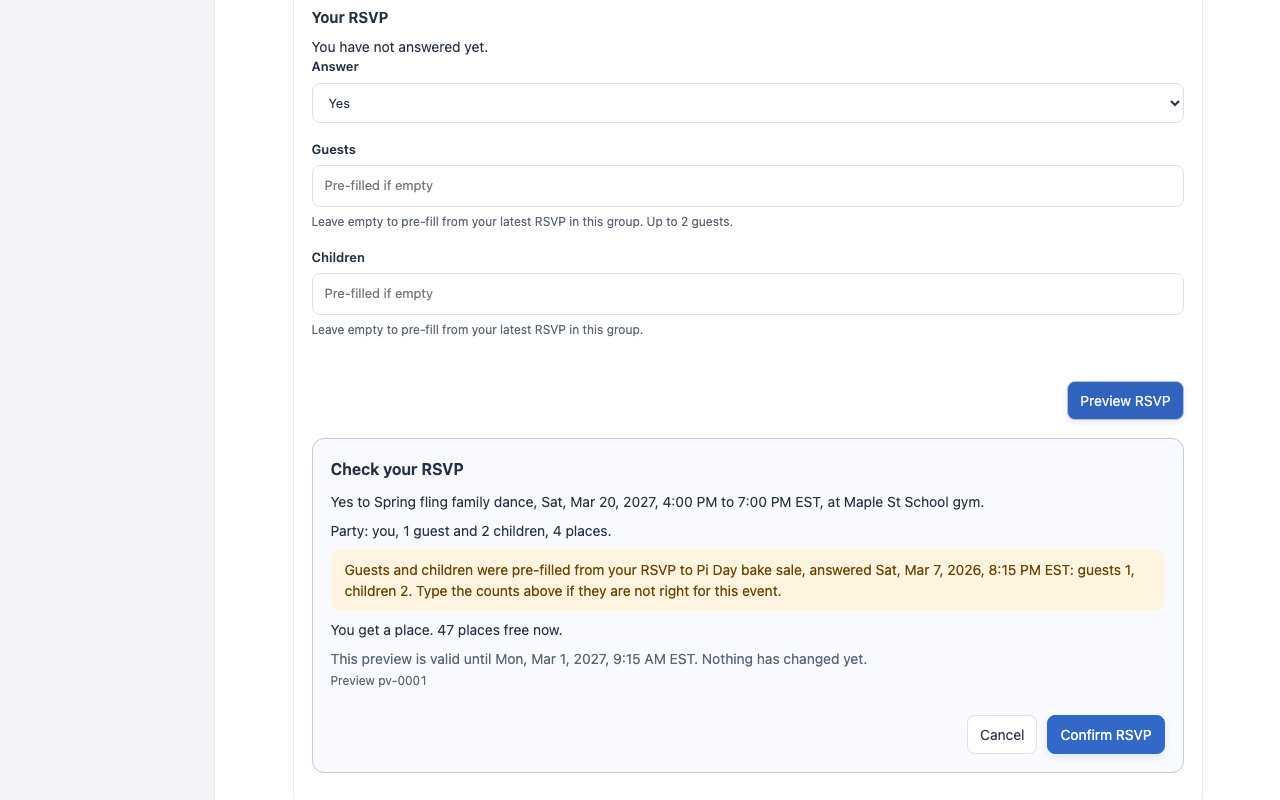 Your RSVP
You have not answered yet.
Answer
Yes
Guests
Pre-filled if empty
Leave empty to pre-fill from your latest RSVP in this group. Up to 2 guests.
Children
Pre-filled if empty
Leave empty to pre-fill from your latest RSVP in this group.
Preview RSVP
Check your RSVP
Yes to Spring fling family dance, Sat, Mar 20, 2027, 4:00 PM to 7:00 PM EST, at Maple St School gym.
Party: you, 1 guest and 2 children, 4 places.
Guests and children were pre-filled from your RSVP to Pi Day bake sale, answered Sat, Mar 7, 2026, 8:15 PM EST: guests 1,
children 2. Type the counts above if they are not right for this event.
You get a place. 47 places free now.
This preview is valid until Mon, Mar 1, 2027, 9:15 AM EST. Nothing has changed yet.
Preview pv-0001
Cancel
Confirm RSVP